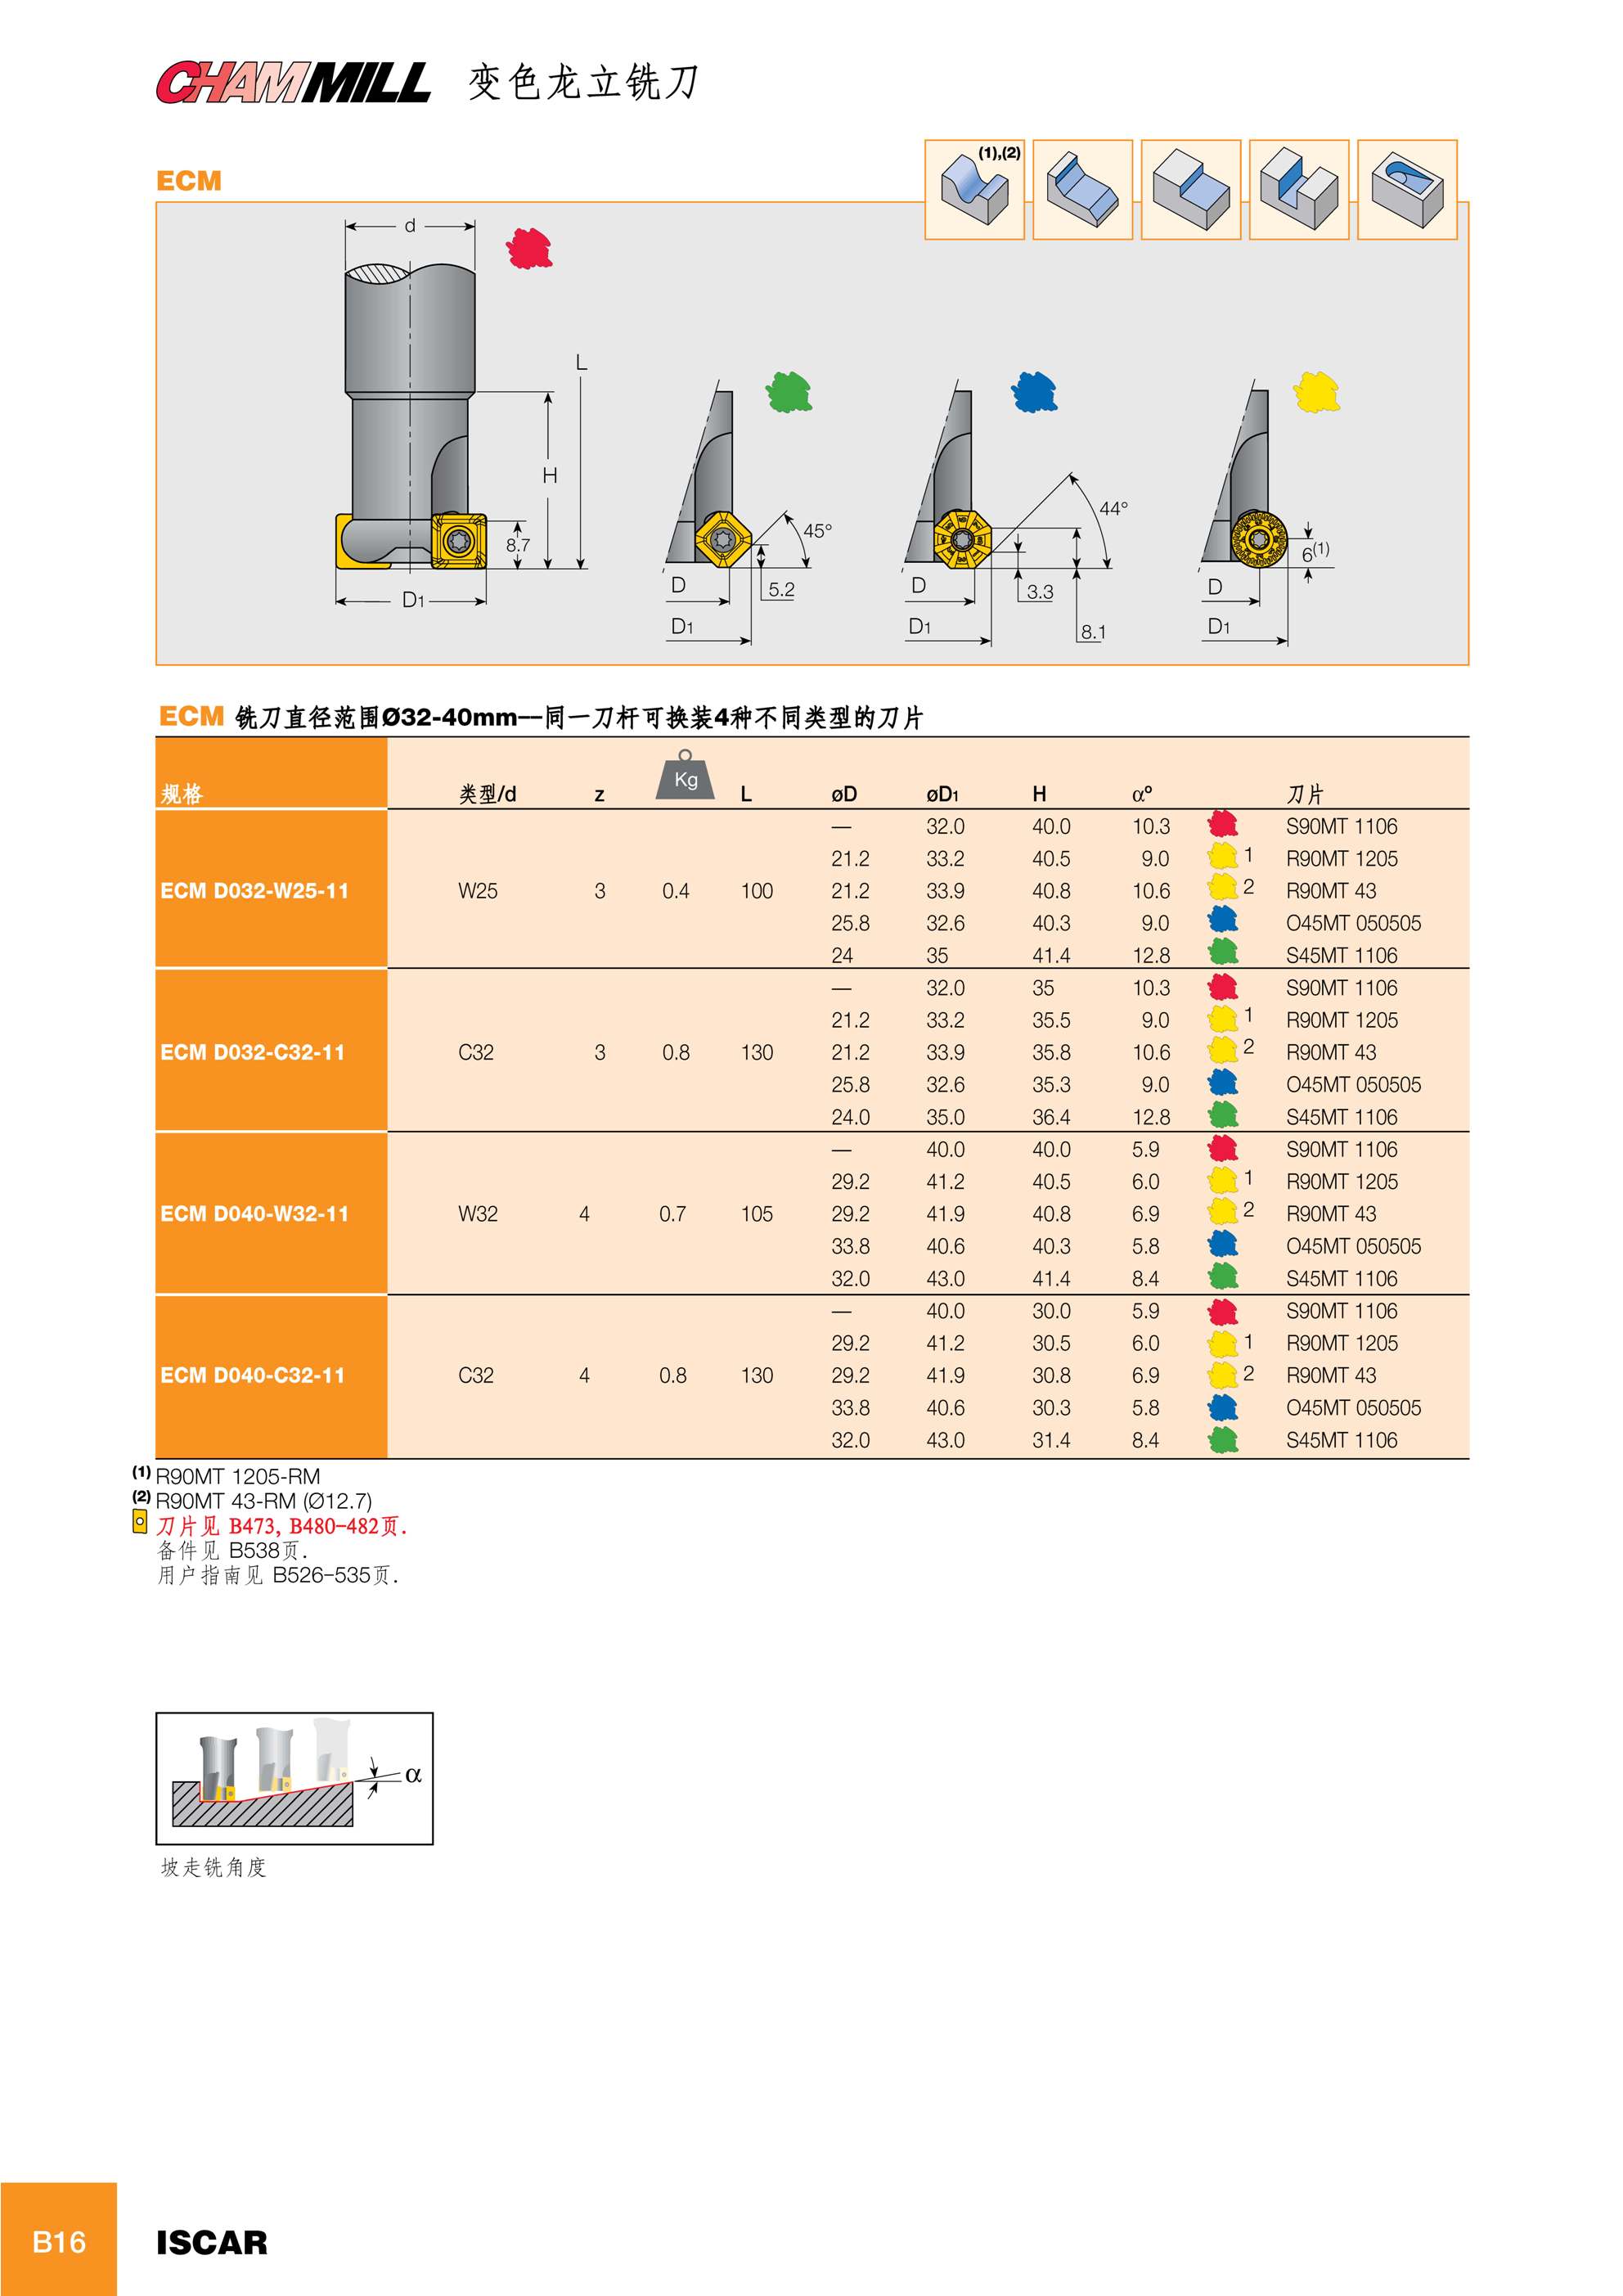 CHAMMILL 变色龙立铣刀
ECM
(1),(2)
d
L
H
8.7
D1
45°
D
5.2
D1
44°
D
3.3
D1
8.1
6(1)
D
D1
ECM 铣刀直径范围Ø32-40mm—同一刀杆可换装4种不同类型的刀片
规格 类型/d z Kg L øD øD1 H αº 刀片
— 32.0 40.0 10.3 S90MT 1106
21.2 33.2 40.5 9.0 1 R90MT 1205
ECM D032-W25-11 W25 3 0.4 100 21.2 33.9 40.8 10.6 2 R90MT 43
25.8 32.6 40.3 9.0 O45MT 050505
24 35 41.4 12.8 S45MT 1106
— 32.0 35 10.3 S90MT 1106
21.2 33.2 35.5 9.0 1 R90MT 1205
ECM D032-C32-11 C32 3 0.8 130 21.2 33.9 35.8 10.6 2 R90MT 43
25.8 32.6 35.3 9.0 O45MT 050505
24.0 35.0 36.4 12.8 S45MT 1106
— 40.0 40.0 5.9 S90MT 1106
29.2 41.2 40.5 6.0 1 R90MT 1205
ECM D040-W32-11 W32 4 0.7 105 29.2 41.9 40.8 6.9 2 R90MT 43
33.8 40.6 40.3 5.8 O45MT 050505
32.0 43.0 41.4 8.4 S45MT 1106
— 40.0 30.0 5.9 S90MT 1106
29.2 41.2 30.5 6.0 1 R90MT 1205
ECM D040-C32-11 C32 4 0.8 130 29.2 41.9 30.8 6.9 2 R90MT 43
33.8 40.6 30.3 5.8 O45MT 050505
32.0 43.0 31.4 8.4 S45MT 1106
(1) R90MT 1205-RM
(2) R90MT 43-RM (Ø12.7)
刀片见 B473, B480-482页.
备件见 B538页.
用户指南见 B526-535页.
α
坡走铣角度
B16 ISCAR